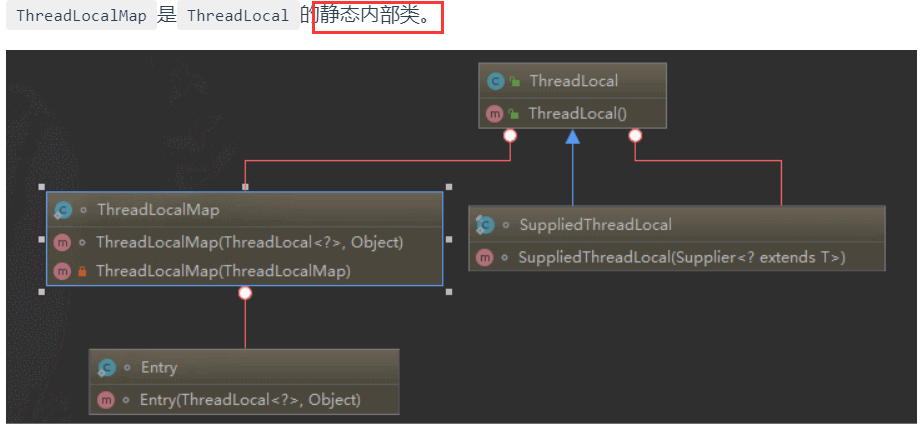 ThreadLocalMap 是 ThreadLocal 的静态内部类。
ThreadLocal
ThreadLocal()
ThreadLocalMap
ThreadLocalMap(ThreadLocal<?>, Object)
ThreadLocalMap(ThreadLocalMap)
SuppliedThreadLocal
SuppliedThreadLocal(Supplier<? extends T>)
Entry
Entry(ThreadLocal<?>, Object)